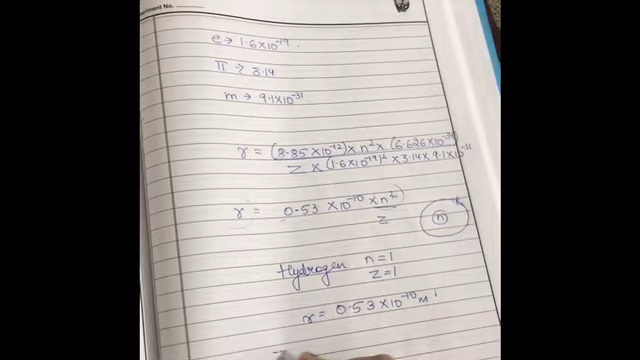 rtment No.
e → 1.6×10⁻¹⁹.
π → 3.14
m → 9.1×10⁻³¹
r = (8.85×10⁻¹²) × n² × (6.626×10⁻³⁴
z × (1.6×10⁻¹⁹)² × 3.14 × 9.1×10⁻³¹
r = 0.53 × 10⁻¹⁰ × n²
z
n
Hydrogen n = 1
z = 1
r = 0.53 × 10⁻¹⁰ m